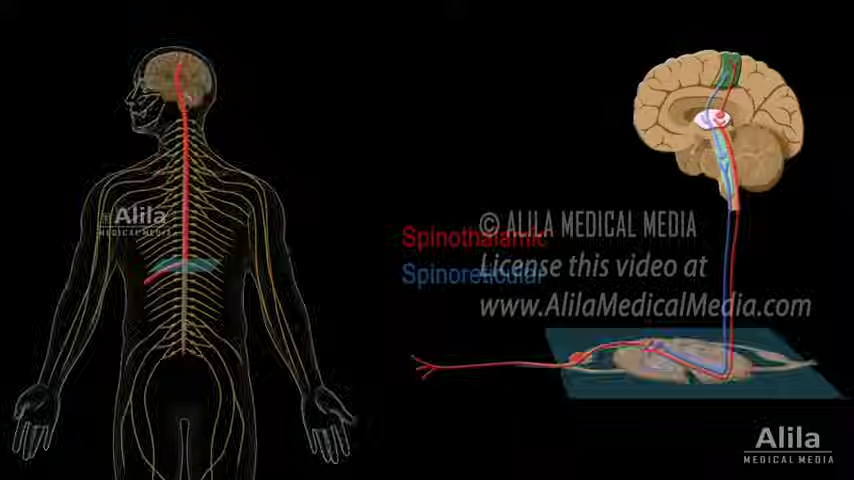 Alila
MEDICAL MEDIA
© ALILA MEDICAL MEDIA
Spinothalamic
Spinoreticular
License this video at
www.AlilaMedicalMedia.com
Alila
MEDICAL MEDIA